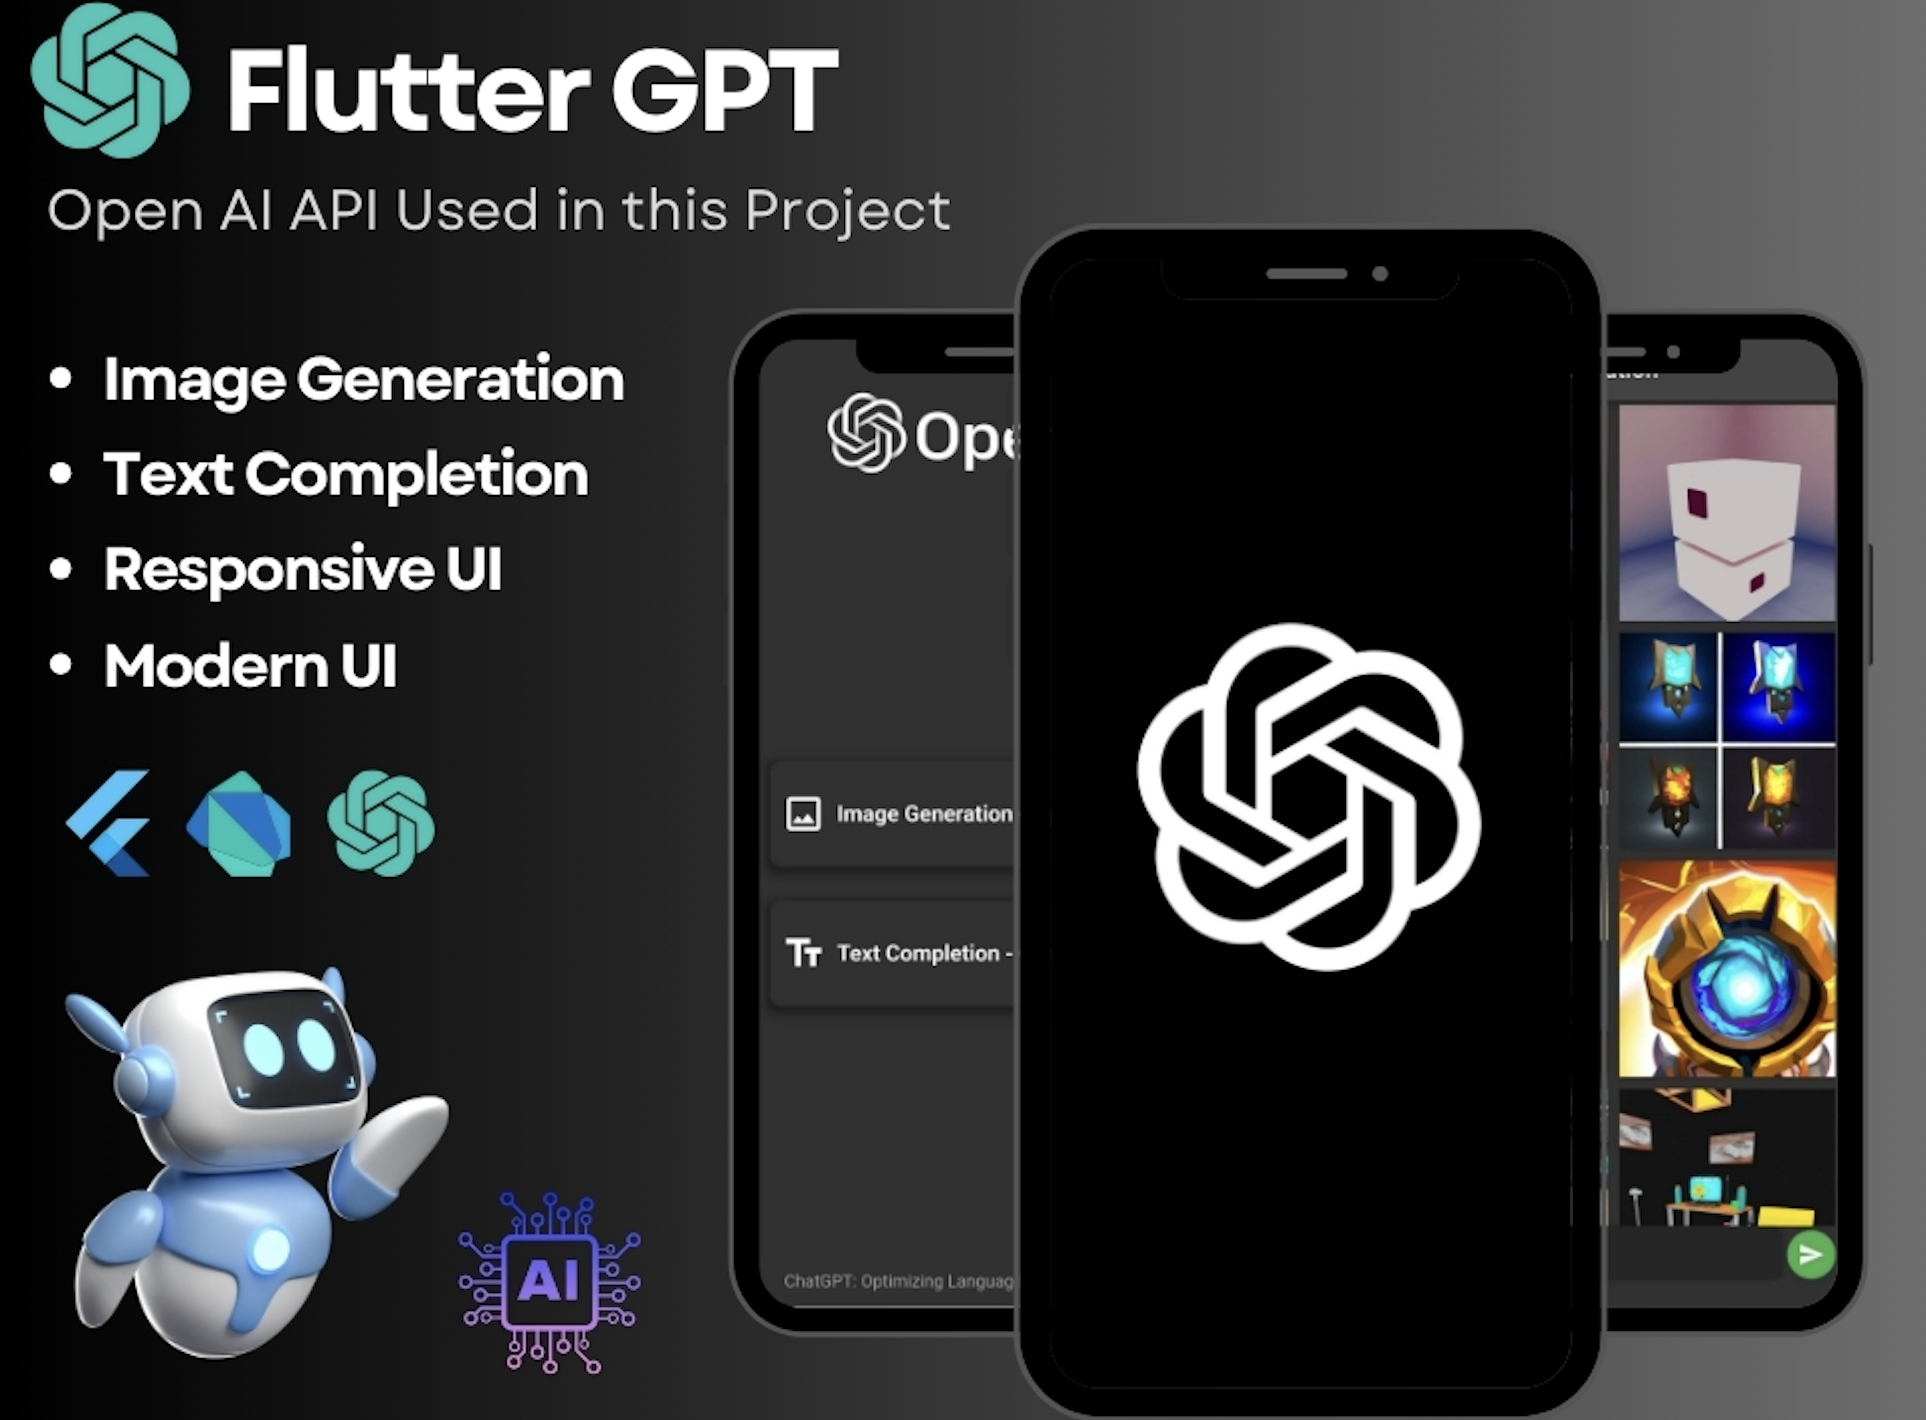 Flutter GPT
Open AI API Used in this Project
• Image Generation
• Text Completion
• Responsive UI
• Modern UI
Image Generation
Text Completion -
ChatGPT: Optimizing
AI